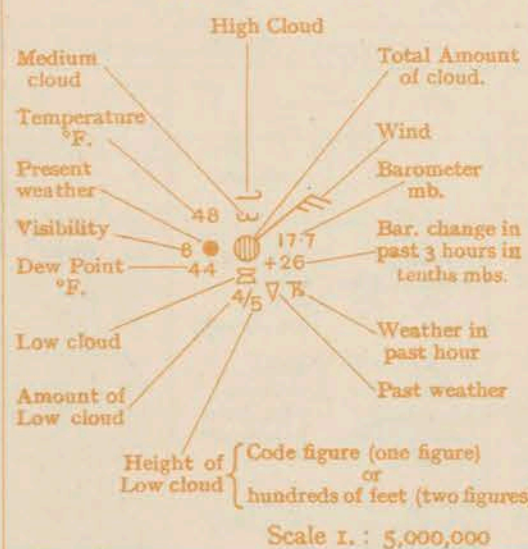 High Cloud
Medium
cloud
Total Amount
of cloud.
Temperature
°F.
Wind
Present
weather
Barometer
mb.
48
Visibility
8
17.7
Bar. change in
past 3 hours in
tenths mbs.
Dew Point
°F.
44
+26
4/5
Low cloud
Weather in
past hour
Amount of
Low cloud
Past weather
Height of
Low cloud
Code figure (one figure)
or
hundreds of feet (two figures
Scale 1. : 5,000,000